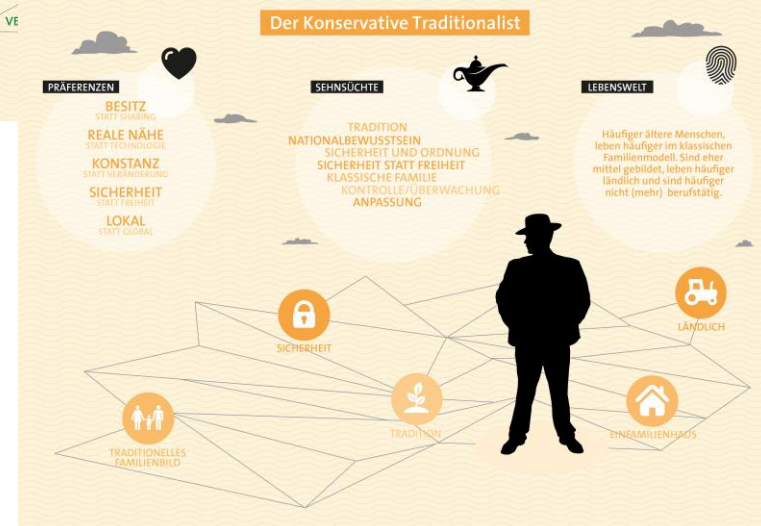 VE
Der Konservative Traditionalist
PRÄFERENZEN
BESITZ
STATT SHARING
REALE NÄHE
STATT TECHNOLOGIE
KONSTANZ
STATT VERÄNDERUNG
SICHERHEIT
STATT FREIHEIT
LOKAL
STATT GLOBAL
SEHNSÜCHTE
TRADITION
NATIONALBEWUSSTSEIN
SICHERHEIT UND ORDNUNG
SICHERHEIT STATT FREIHEIT
KLASSISCHE FAMILIE
KONTROLLE/ÜBERWACHUNG
ANPASSUNG
LEBENSWELT
Häufiger ältere Menschen,
leben häufiger im klassischen
Familienmodell. Sind eher
mittel gebildet, leben häufiger
ländlich und sind häufiger
nicht (mehr) berufstätig.
SICHERHEIT
LÄNDLICH
TRADITION
EINFAMILIENHAUS
TRADITIONELLES
FAMILIENBILD